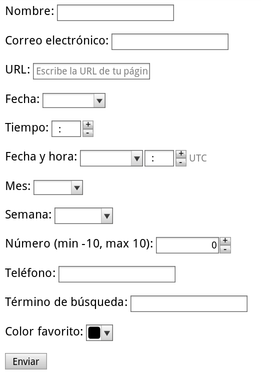 Nombre:
Correo electrónico:
URL: Escribe la URL de tu págin
Fecha:
Tiempo: :
Fecha y hora: : UTC
Mes:
Semana:
Número (min -10, max 10): 0
Teléfono:
Término de búsqueda:
Color favorito:
Enviar